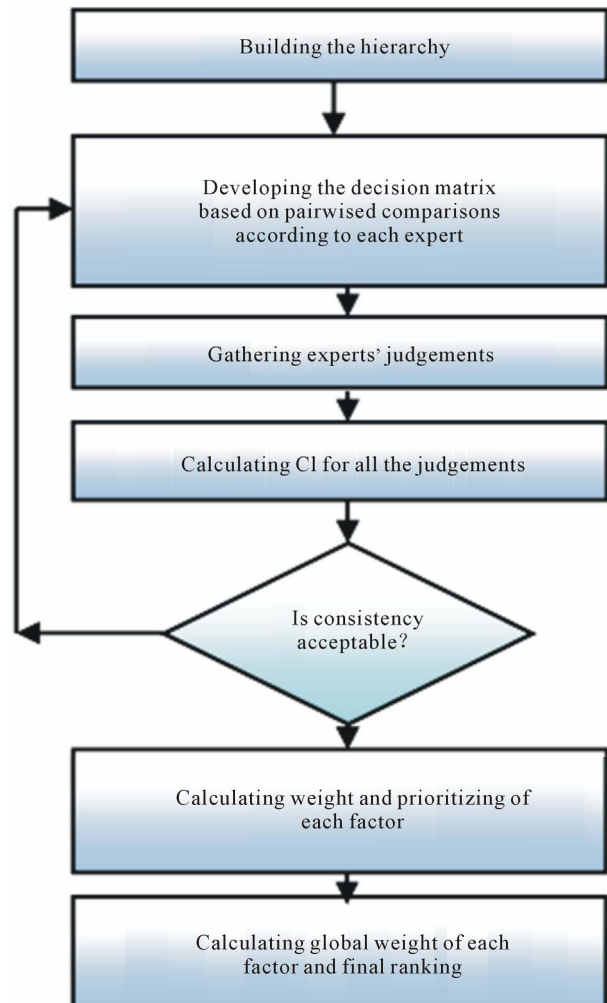 Building the hierarchy
Developing the decision matrix
based on pairwised comparisons
according to each expert
Gathering experts’ judgements
Calculating Cl for all the judgements
Is consistency
acceptable?
Calculating weight and prioritizing of
each factor
Calculating global weight of each
factor and final ranking